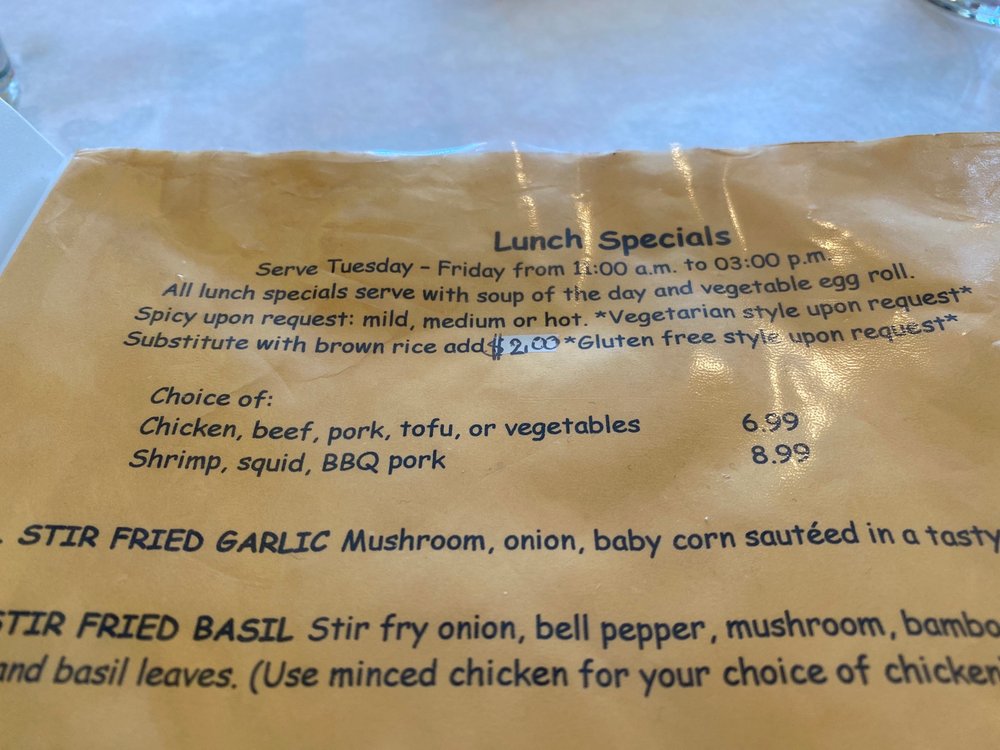 Lunch Specials
Serve Tuesday - Friday from 11:00 a.m. to 03:00 p.m.
All lunch specials serve with soup of the day and vegetable egg roll.
Spicy upon request: mild, medium or hot. *Vegetarian style upon request*
Substitute with brown rice add $2.00 *Gluten free style upon request*
Choice of:
Chicken, beef, pork, tofu, or vegetables 6.99
Shrimp, squid, BBQ pork 8.99
. STIR FRIED GARLIC Mushroom, onion, baby corn sautéed in a tasty
STIR FRIED BASIL Stir fry onion, bell pepper, mushroom, bambo
and basil leaves. (Use minced chicken for your choice of chicken